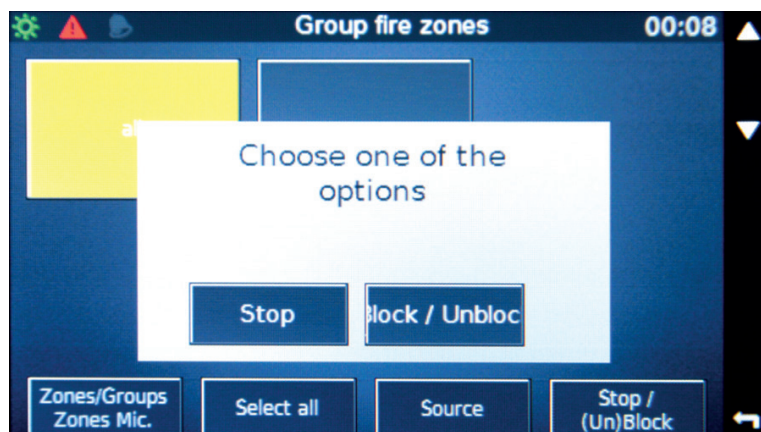 Group fire zones 00:08
Choose one of the
options
Stop
Block / Unbloc
Zones/Groups
Zones Mic.
Select all
Source
Stop /
(Un)Block